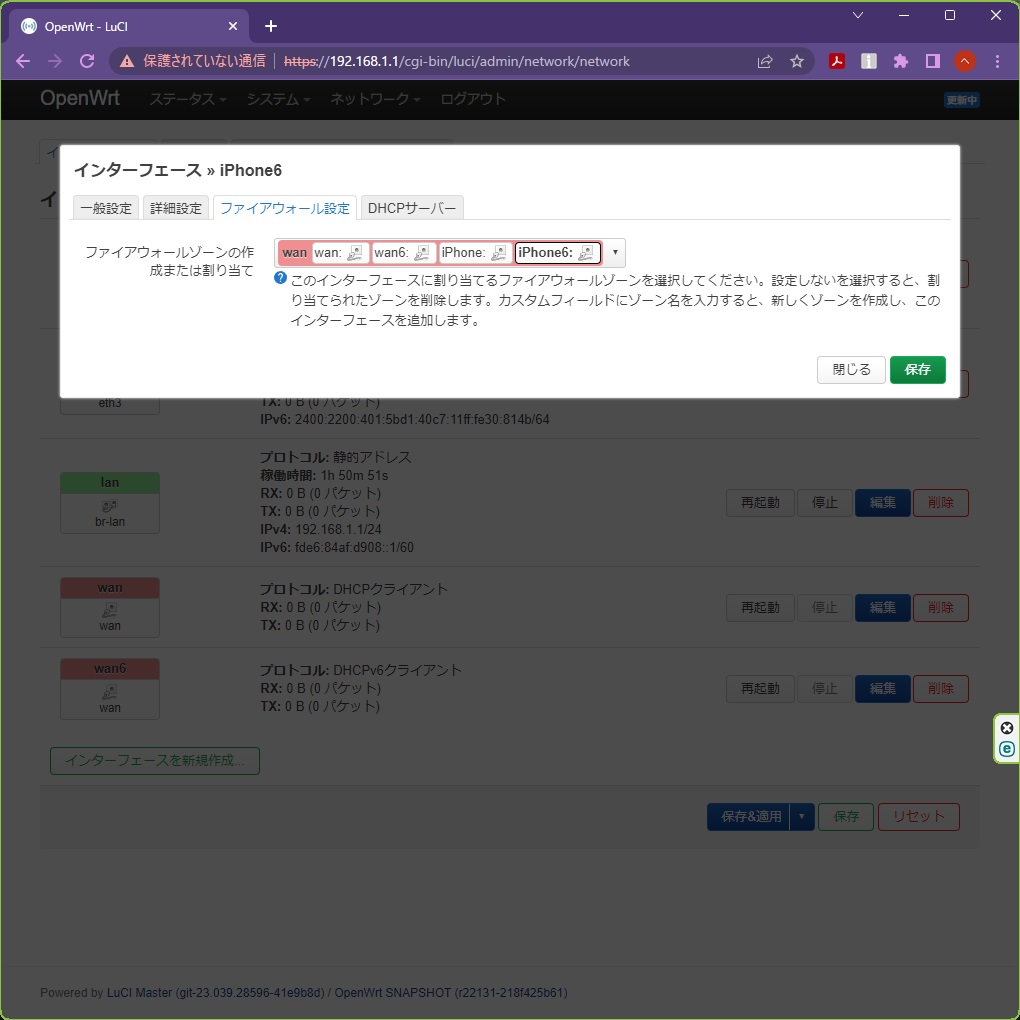 OpenWrt - LuCI
保護されていない通信 https://192.168.1.1/cgi-bin/luci/admin/network/network
OpenWrt ステータス システム ネットワーク ログアウト 更新中
インターフェース » iPhone6
一般設定 詳細設定 ファイアウォール設定 DHCPサーバー
ファイアウォールゾーンの作成または割り当て
wan wan: wan6: iPhone: iPhone6:
このインターフェースに割り当てるファイアウォールゾーンを選択してください。設定しないを選択すると、割
り当てられたゾーンを削除します。カスタムフィールドにゾーン名を入力すると、新しくゾーンを作成し、この
インターフェースを追加します。
閉じる 保存
eth3
TX: 0 B (0 パケット)
IPv6: 2400:2200:401:5bd1:40c7:11ff:fe30:814b/64
lan
br-lan
プロトコル: 静的アドレス
稼働時間: 1h 50m 51s
RX: 0 B (0 パケット)
TX: 0 B (0 パケット)
IPv4: 192.168.1.1/24
IPv6: fde6:84af:d908::1/60
再起動 停止 編集 削除
wan
wan
プロトコル: DHCPクライアント
RX: 0 B (0 パケット)
TX: 0 B (0 パケット)
再起動 停止 編集 削除
wan6
wan
プロトコル: DHCPv6クライアント
RX: 0 B (0 パケット)
TX: 0 B (0 パケット)
再起動 停止 編集 削除
インターフェースを新規作成...
保存&適用 保存 リセット
Powered by LuCI Master (git-23.039.28596-41e9b8d) / OpenWrt SNAPSHOT (r22131-218f425b61)